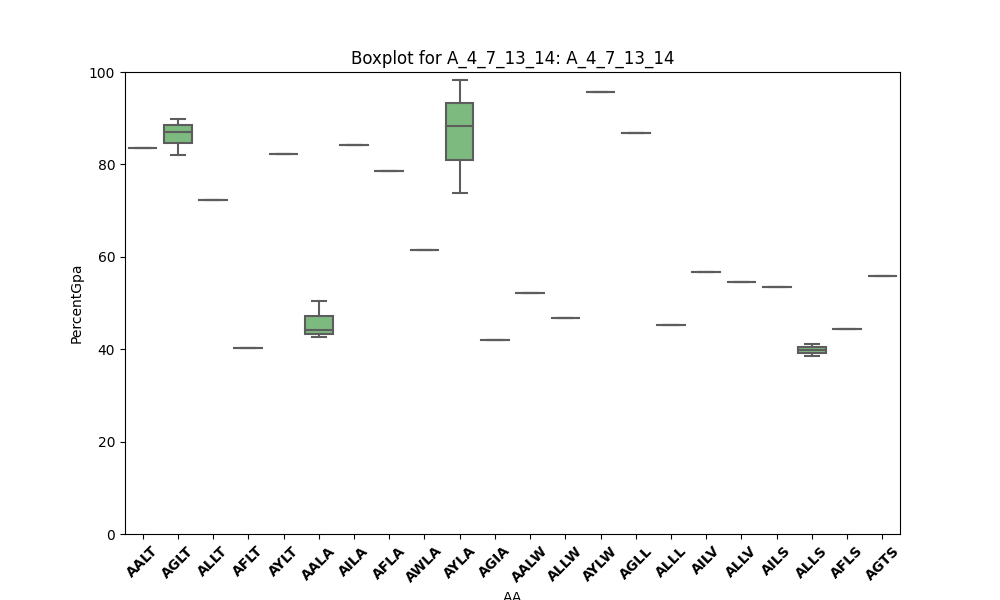 Boxplot for A_4_7_13_14: A_4_7_13_14
100
80
60
40
20
0
PercentGpa
AALT AGLT ALLT AFLT AYLT AALA AILA AFLA AWLA AYLA AGIA AALW ALLW AYLW AGLL ALLL AILV ALLV AILS ALLS AFLS AGTS
AA